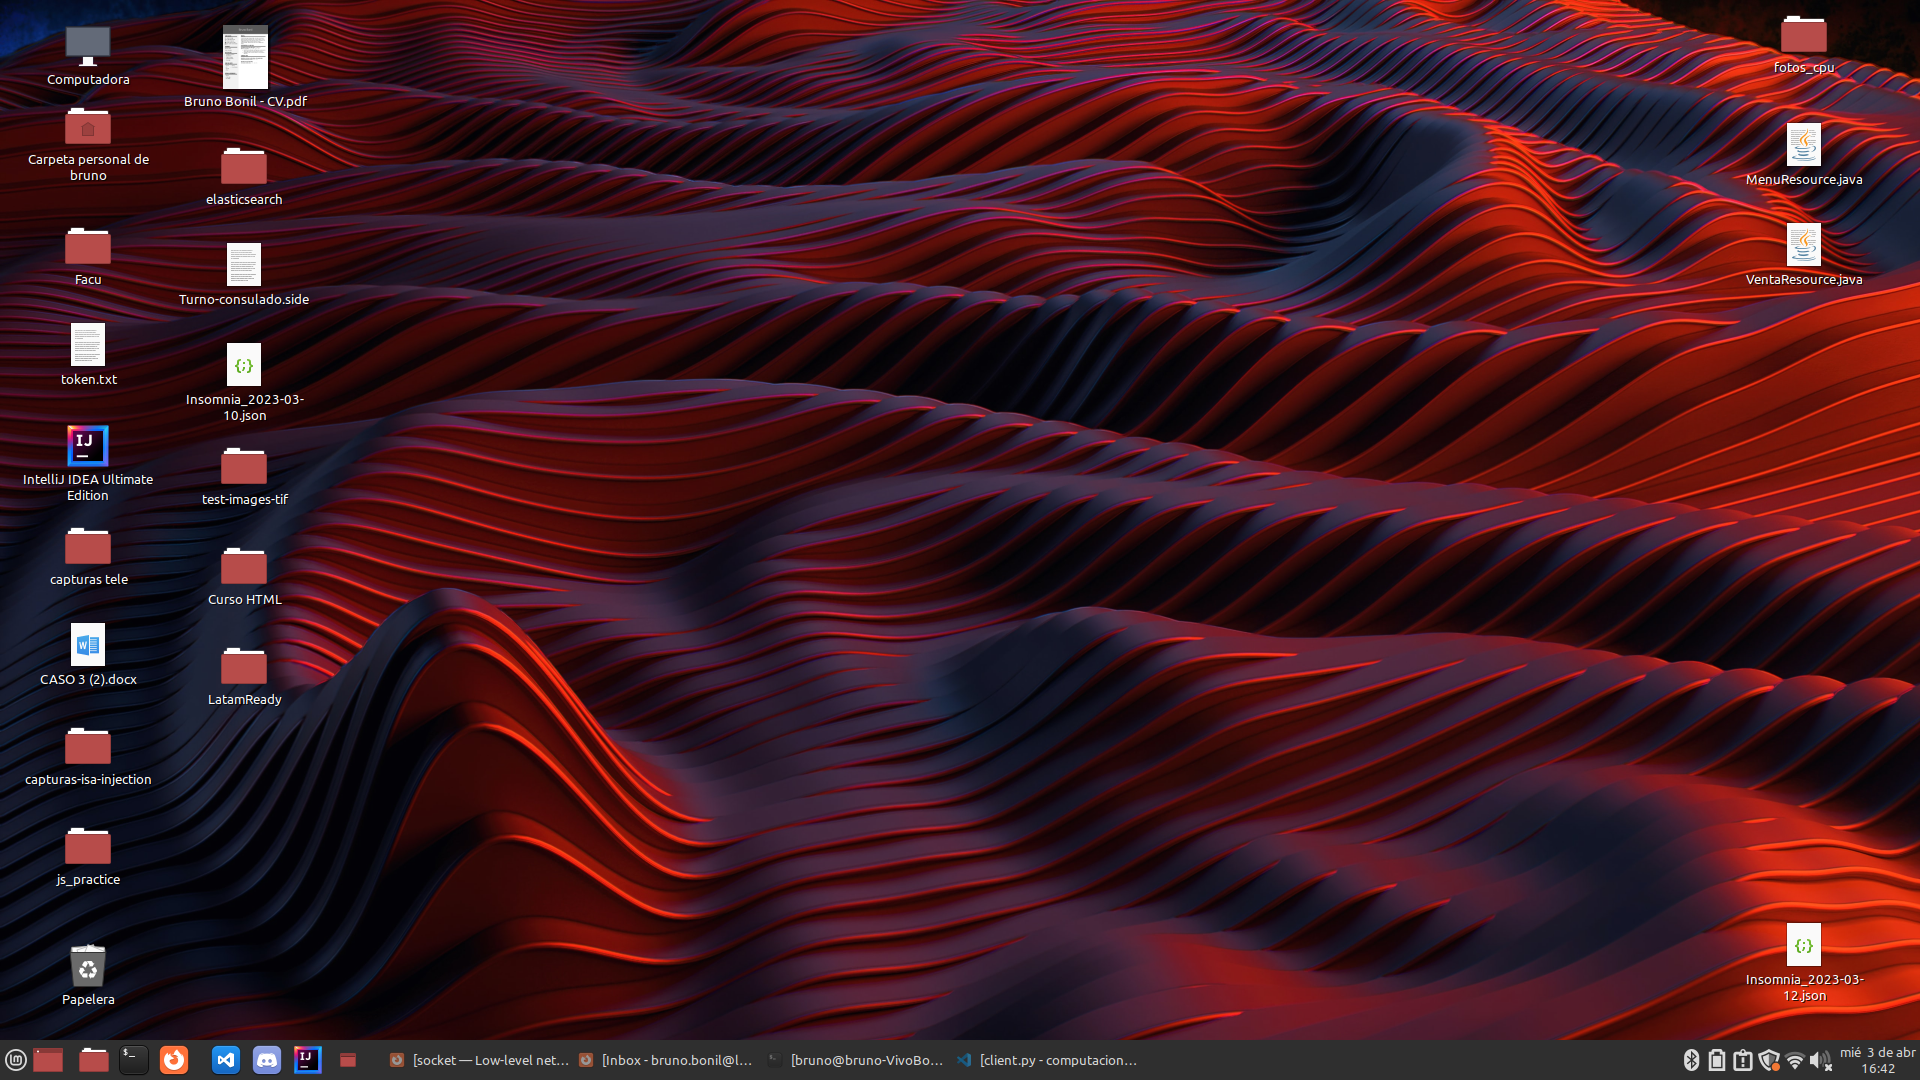 Computadora
Carpeta personal de
bruno
Facu
token.txt
IJ
IntelliJ IDEA Ultimate
Edition
capturas tele
W
CASO 3 (2).docx
capturas-isa-injection
js_practice
Papelera
Bruno Bonil - CV.pdf
elasticsearch
Turno-consulado.side
{;}
Insomnia_2023-03-
10.json
test-images-tif
Curso HTML
LatamReady
fotos_cpu
MenuResource.java
VentaResource.java
{;}
Insomnia_2023-03-
12.json
$_
IJ
[socket — Low-level net...
[Inbox - bruno.bonil@l...
[bruno@bruno-VivoBo...
[client.py - computacion...
mié 3 de abr
16:42